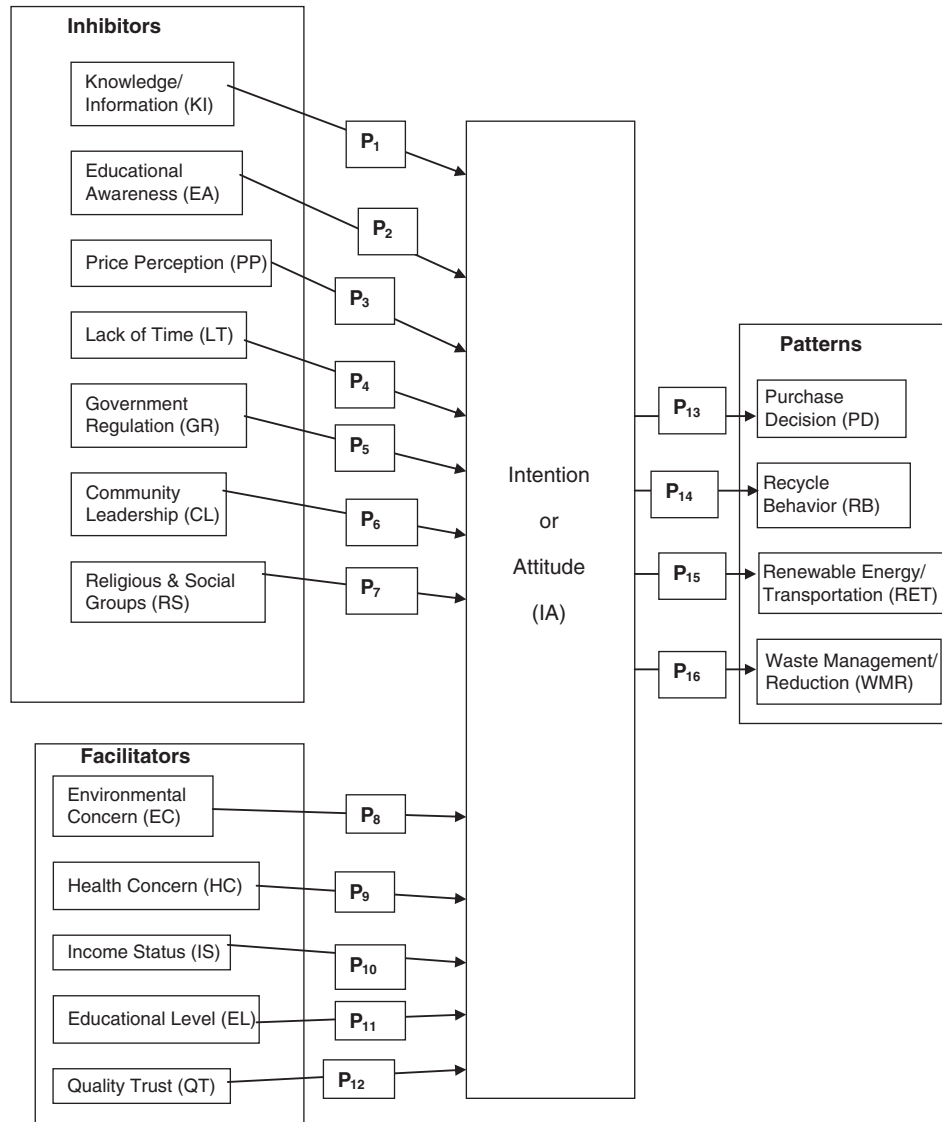 Inhibitors
Knowledge/
Information (KI)
P1
Educational
Awareness (EA)
P2
Price Perception (PP)
P3
Lack of Time (LT)
P4
Government
Regulation (GR)
P5
Community
Leadership (CL)
P6
Religious & Social
Groups (RS)
P7
Facilitators
Environmental
Concern (EC)
P8
Health Concern (HC)
P9
Income Status (IS)
P10
Educational Level (EL)
P11
Quality Trust (QT)
P12
Intention
or
Attitude
(IA)
Patterns
P13
Purchase
Decision (PD)
P14
Recycle
Behavior (RB)
P15
Renewable Energy/
Transportation (RET)
P16
Waste Management/
Reduction (WMR)